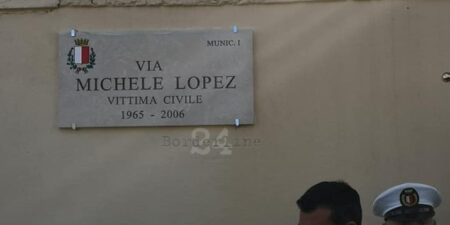 MUNIC. I
VIA
MICHELE LOPEZ
VITTIMA CIVILE
1965 - 2006
Borderline
24